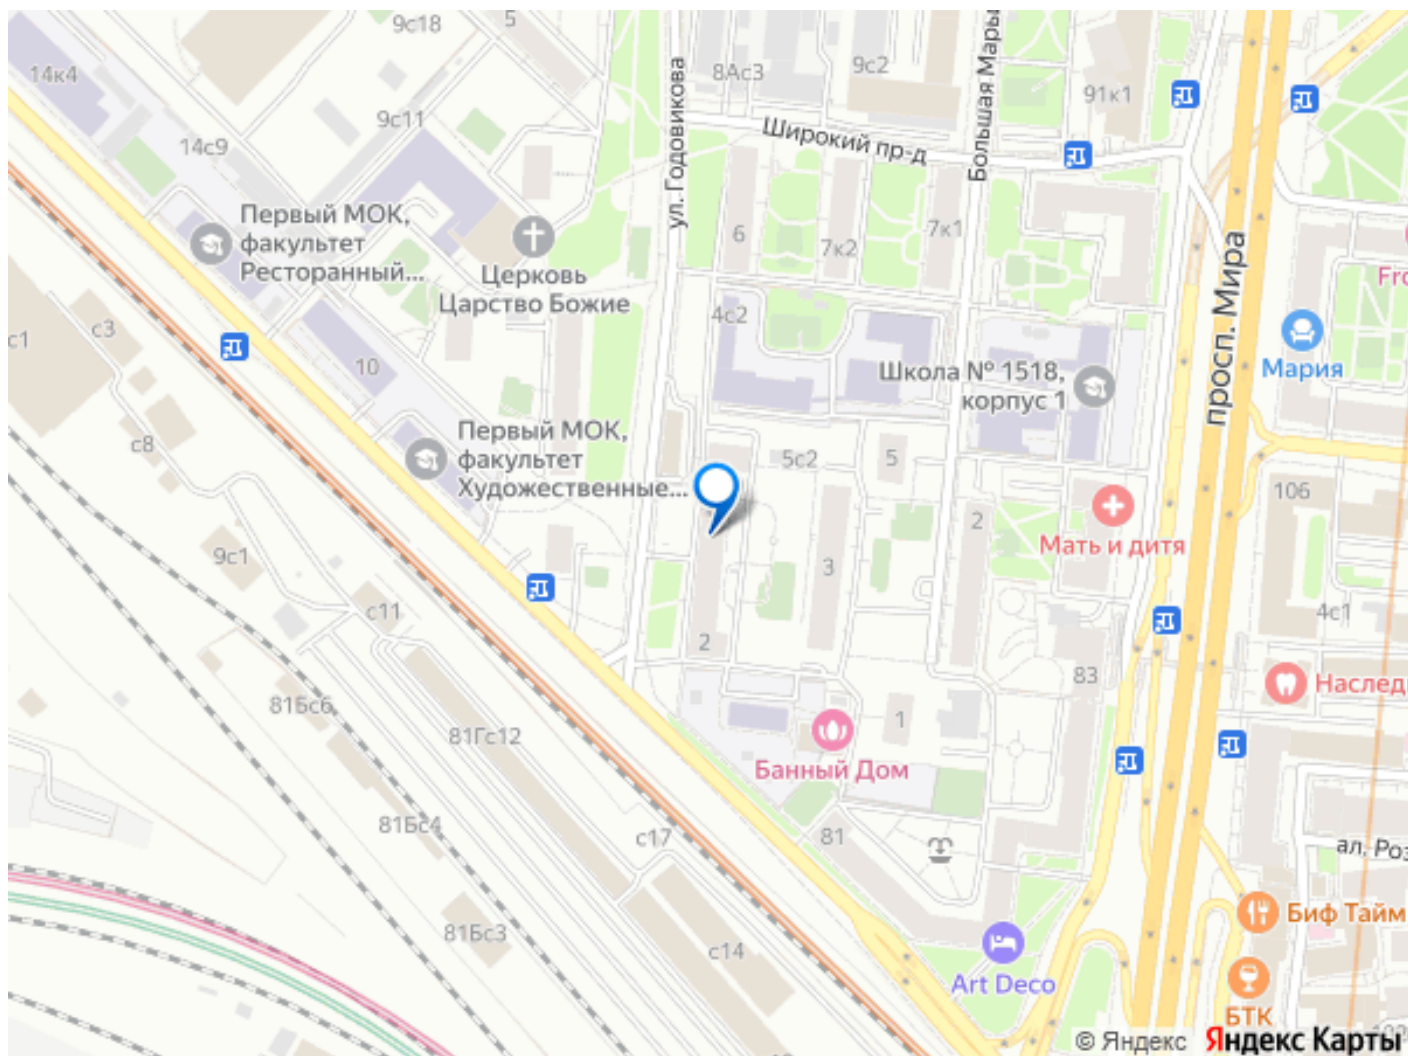 9с18
5
14к4
9с11
14с9
8Ас3
9с2
91к1
Большая Марьи
ул. Годовикова
Широкий пр-д
Первый МОК,
факультет
Ресторанный...
Церковь
Царство Божие
6
7к2
7к1
просп. Мира
Fro
с1
с3
10
4с2
Школа № 1518,
корпус 1
Мария
с8
Первый МОК,
факультет
Художественные...
5с2
5
2
106
Мать и дитя
9с1
с11
3
4с1
2
83
Наслед
81Бс6
81Гс12
1
Банный Дом
81Бс4
с17
81
ал. Роз
81Бс3
с14
Биф Тайм
Art Deco
БТК
© Яндекс Яндекс Карты